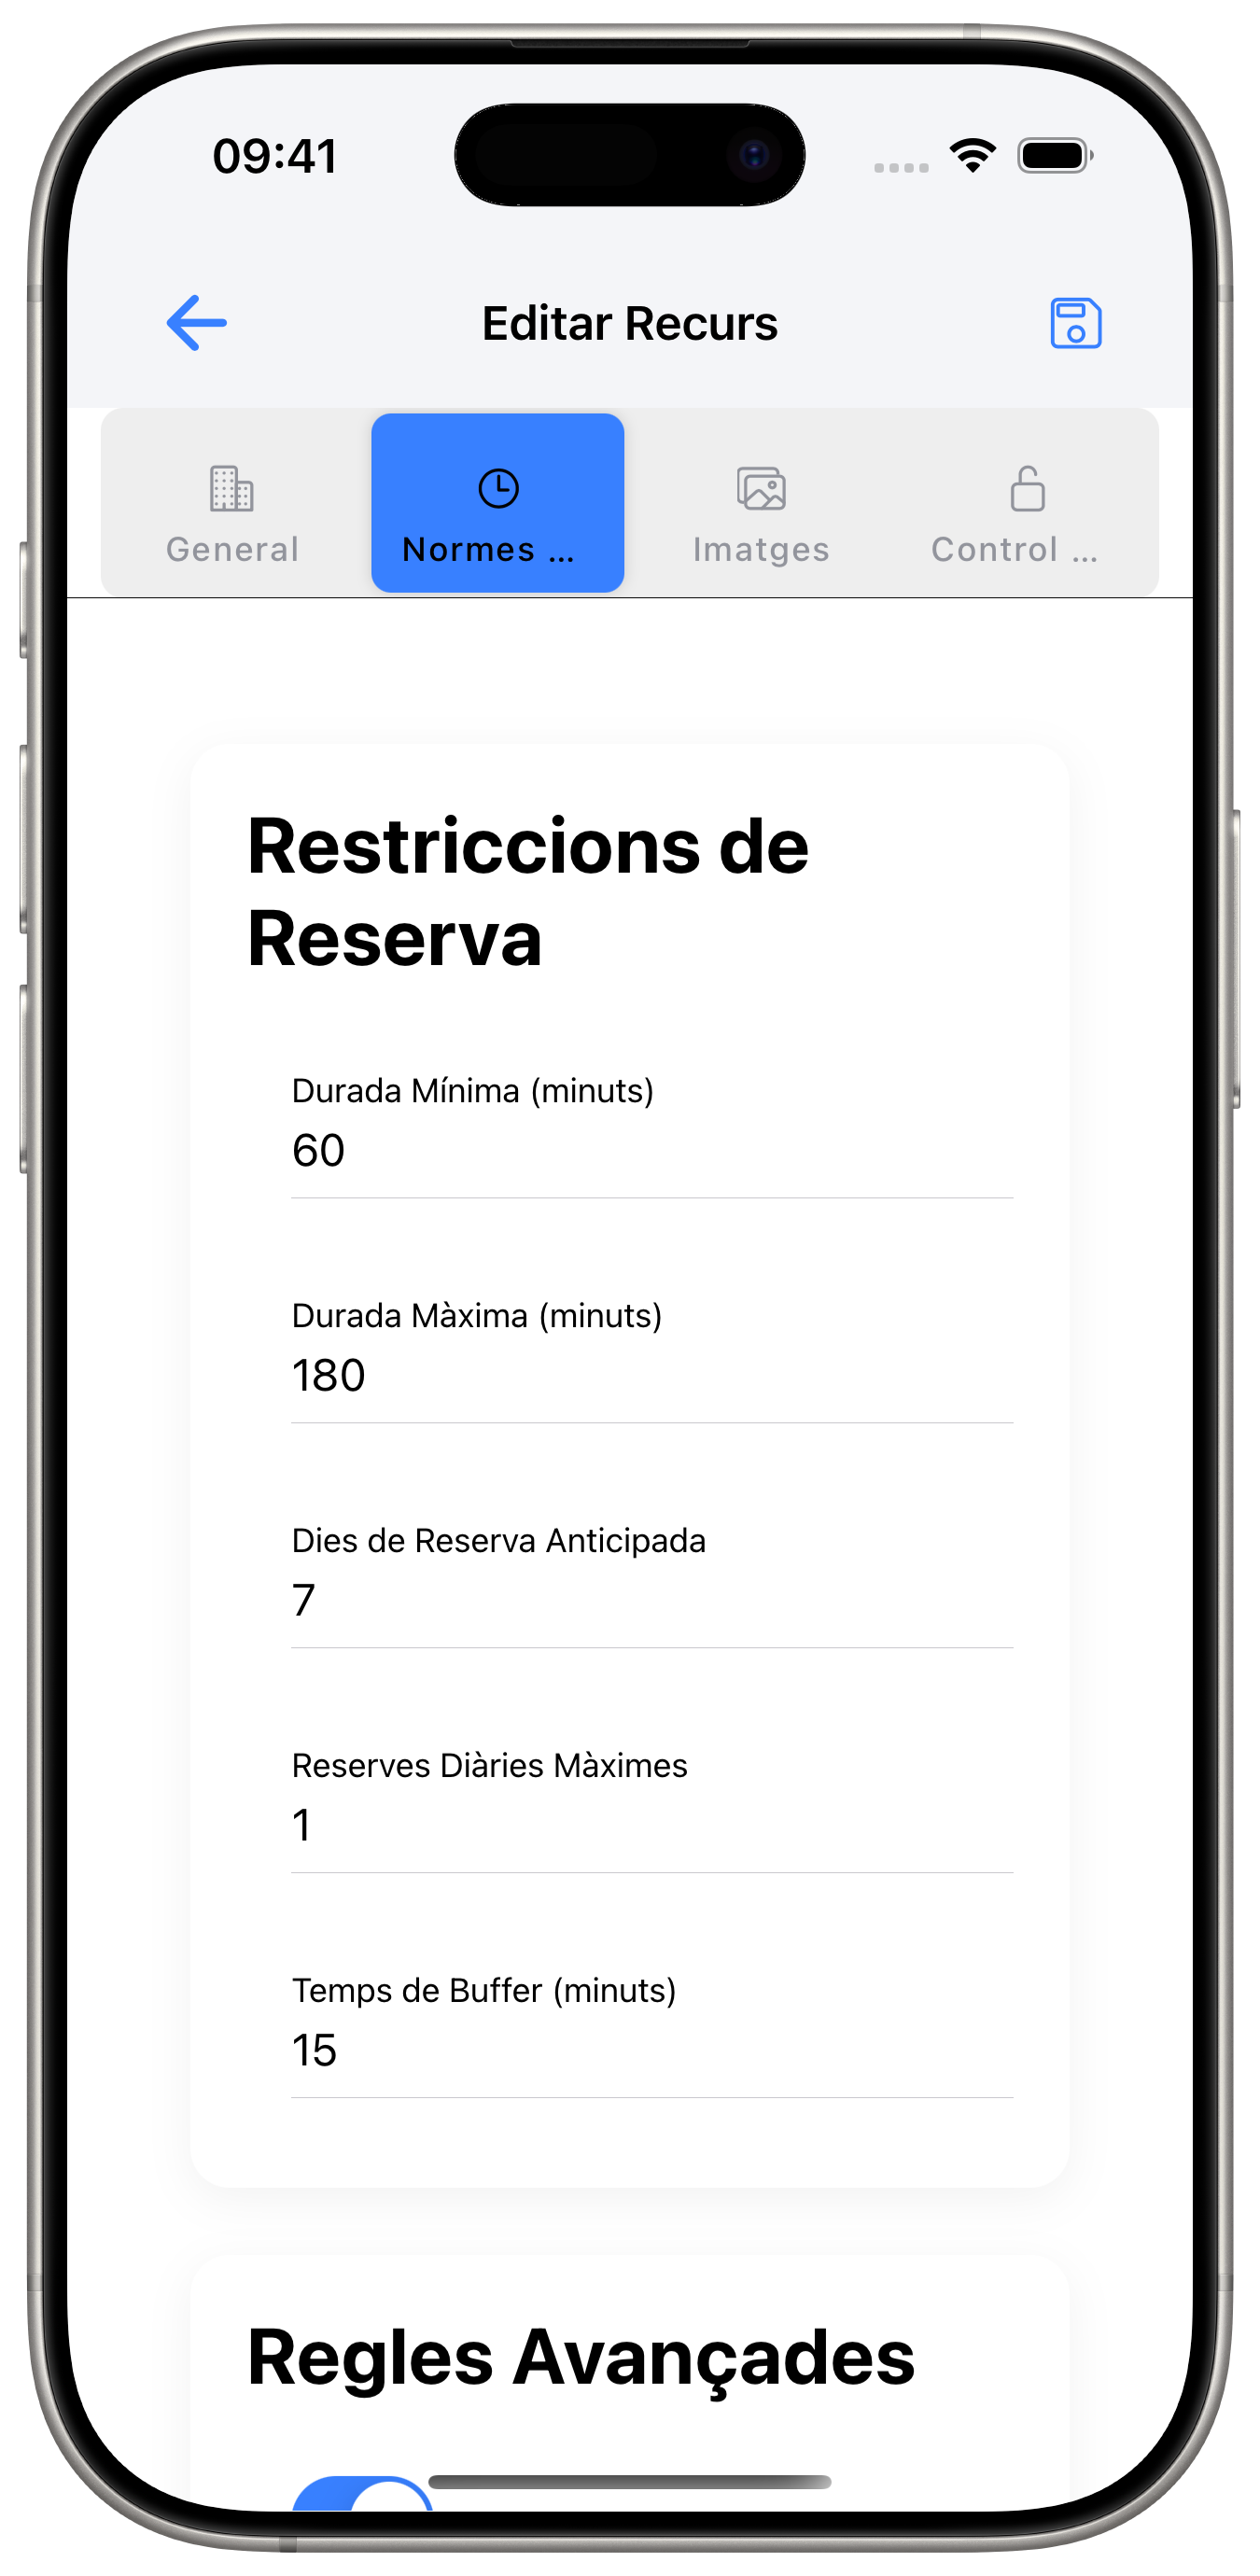 09:41
Editar Recurs
General
Normes ...
Imatges
Control ...
Restriccions de
Reserva
Durada Mínima (minuts)
60
Durada Màxima (minuts)
180
Dies de Reserva Anticipada
7
Reserves Diàries Màximes
1
Temps de Buffer (minuts)
15
Regles Avançades